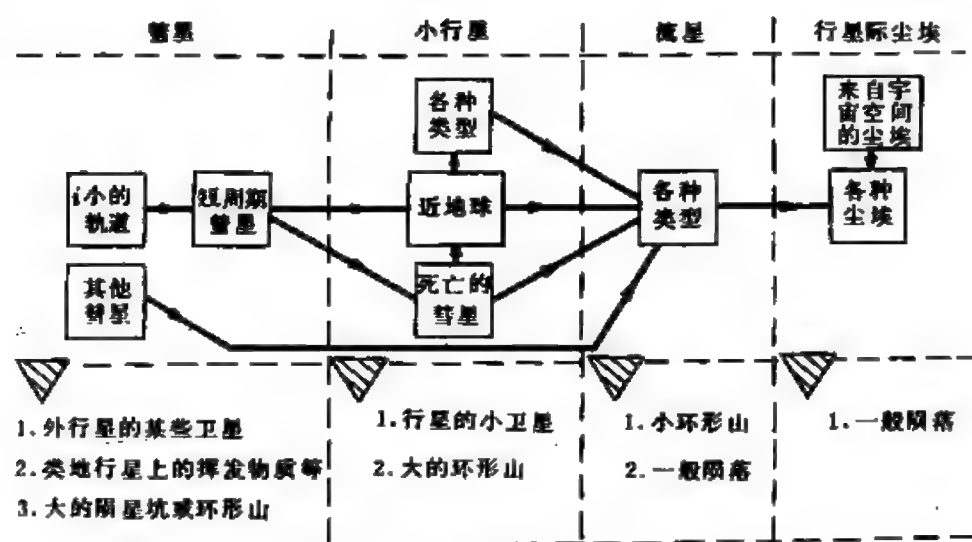 彗星
小行星
流星
行星际尘埃
各种
类型
来自宇
宙空间
的尘埃
小的
轨道
短周期
彗星
近地球
各种
类型
各种
尘埃
其他
彗星
死亡的
彗星
1.外行星的某些卫星
2.类地行星上的挥发物质等
3.大的陨星坑或环形山
1.行星的小卫星
2.大的环形山
1.小环形山
2.一般陨落
1.一般陨落